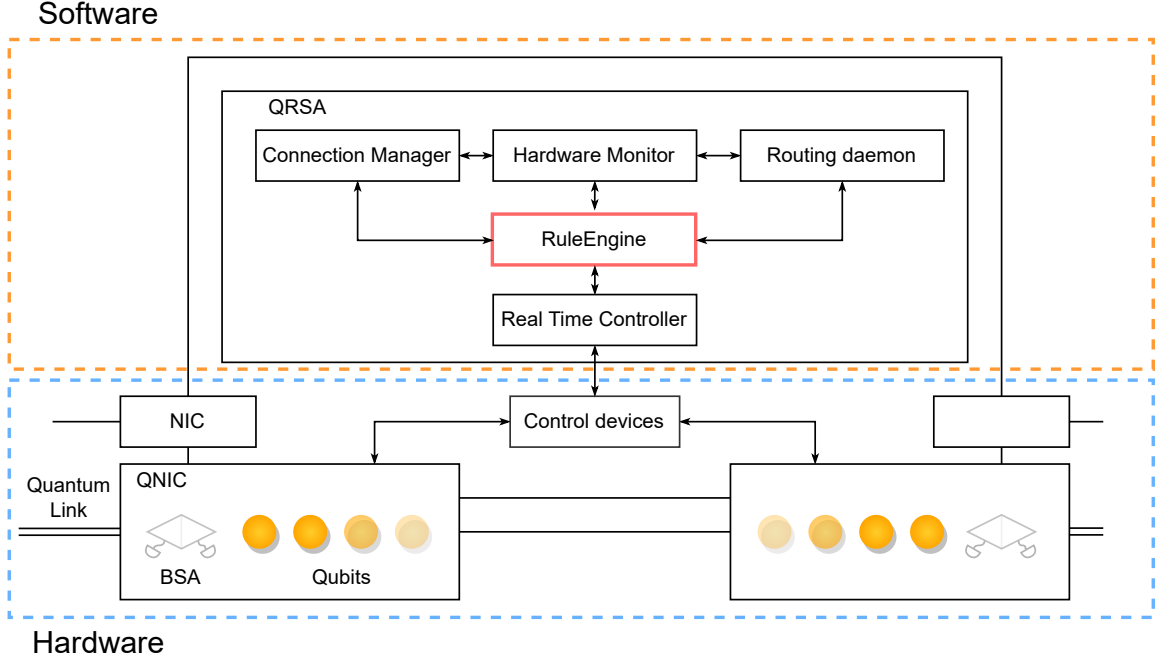 Software
QRSA
Connection Manager
Hardware Monitor
Routing daemon
RuleEngine
Real Time Controller
NIC
Control devices
QNIC
Quantum
Link
BSA
Qubits
Hardware